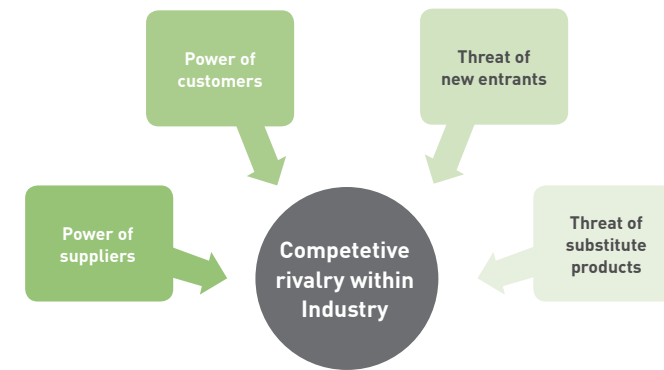 Power of
customers
Threat of
new entrants
Power of
suppliers
Competetive
rivalry within
Industry
Threat of
substitute
products